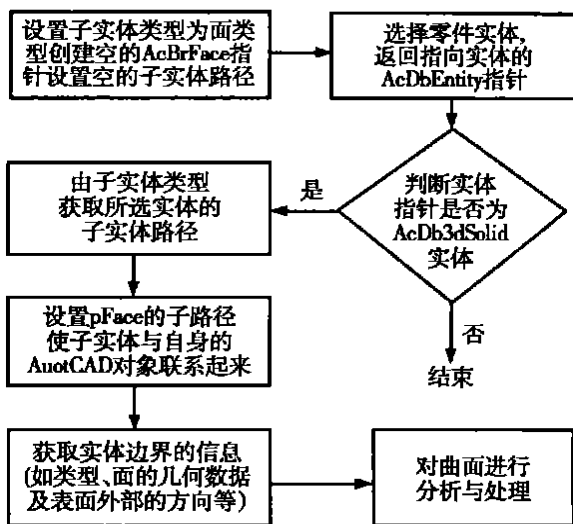 设置子实体类型为面类
型创建空的AcBrFace指
针设置空的子实体路径
选择零件实体，
返回指向实体的
AcDbEntity指针
判断实体
指针是否为
AcDb3dSolid
实体
是
由子实体类型
获取所选实体的
子实体路径
否
结束
设置pFace的子路径
使子实体与自身的
AuotCAD对象联系起来
获取实体边界的信息
(如类型、面的几何数据
及表面外部的方向等)
对曲面进行
分析与处理